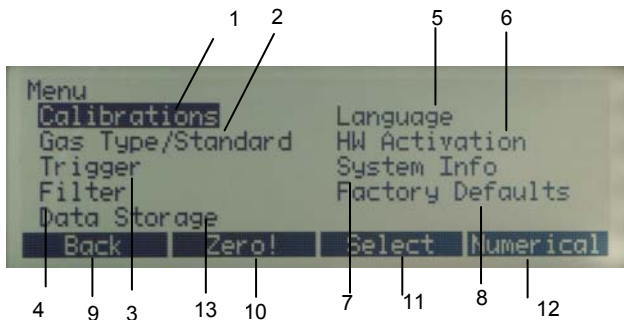 1 2 5 6
Menu
Calibrations Language
Gas Type/Standard HW Activation
Trigger System Info
Filter Factory Defaults
Data Storage
Back Zero! Select Numerical
4 9 3 13 10 7 11 8 12